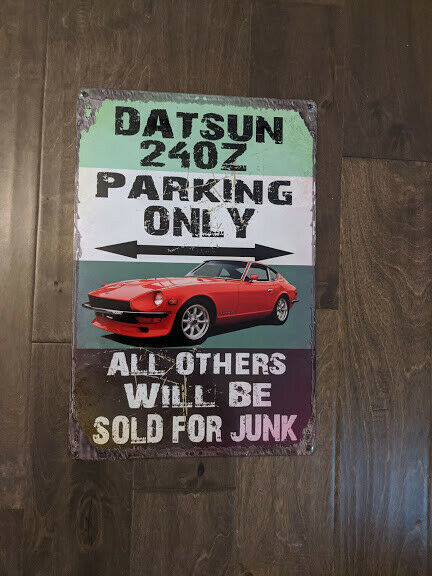 DATSUN
240Z
PARKING
ONLY
ALL OTHERS
WILL BE
SOLD FOR JUNK